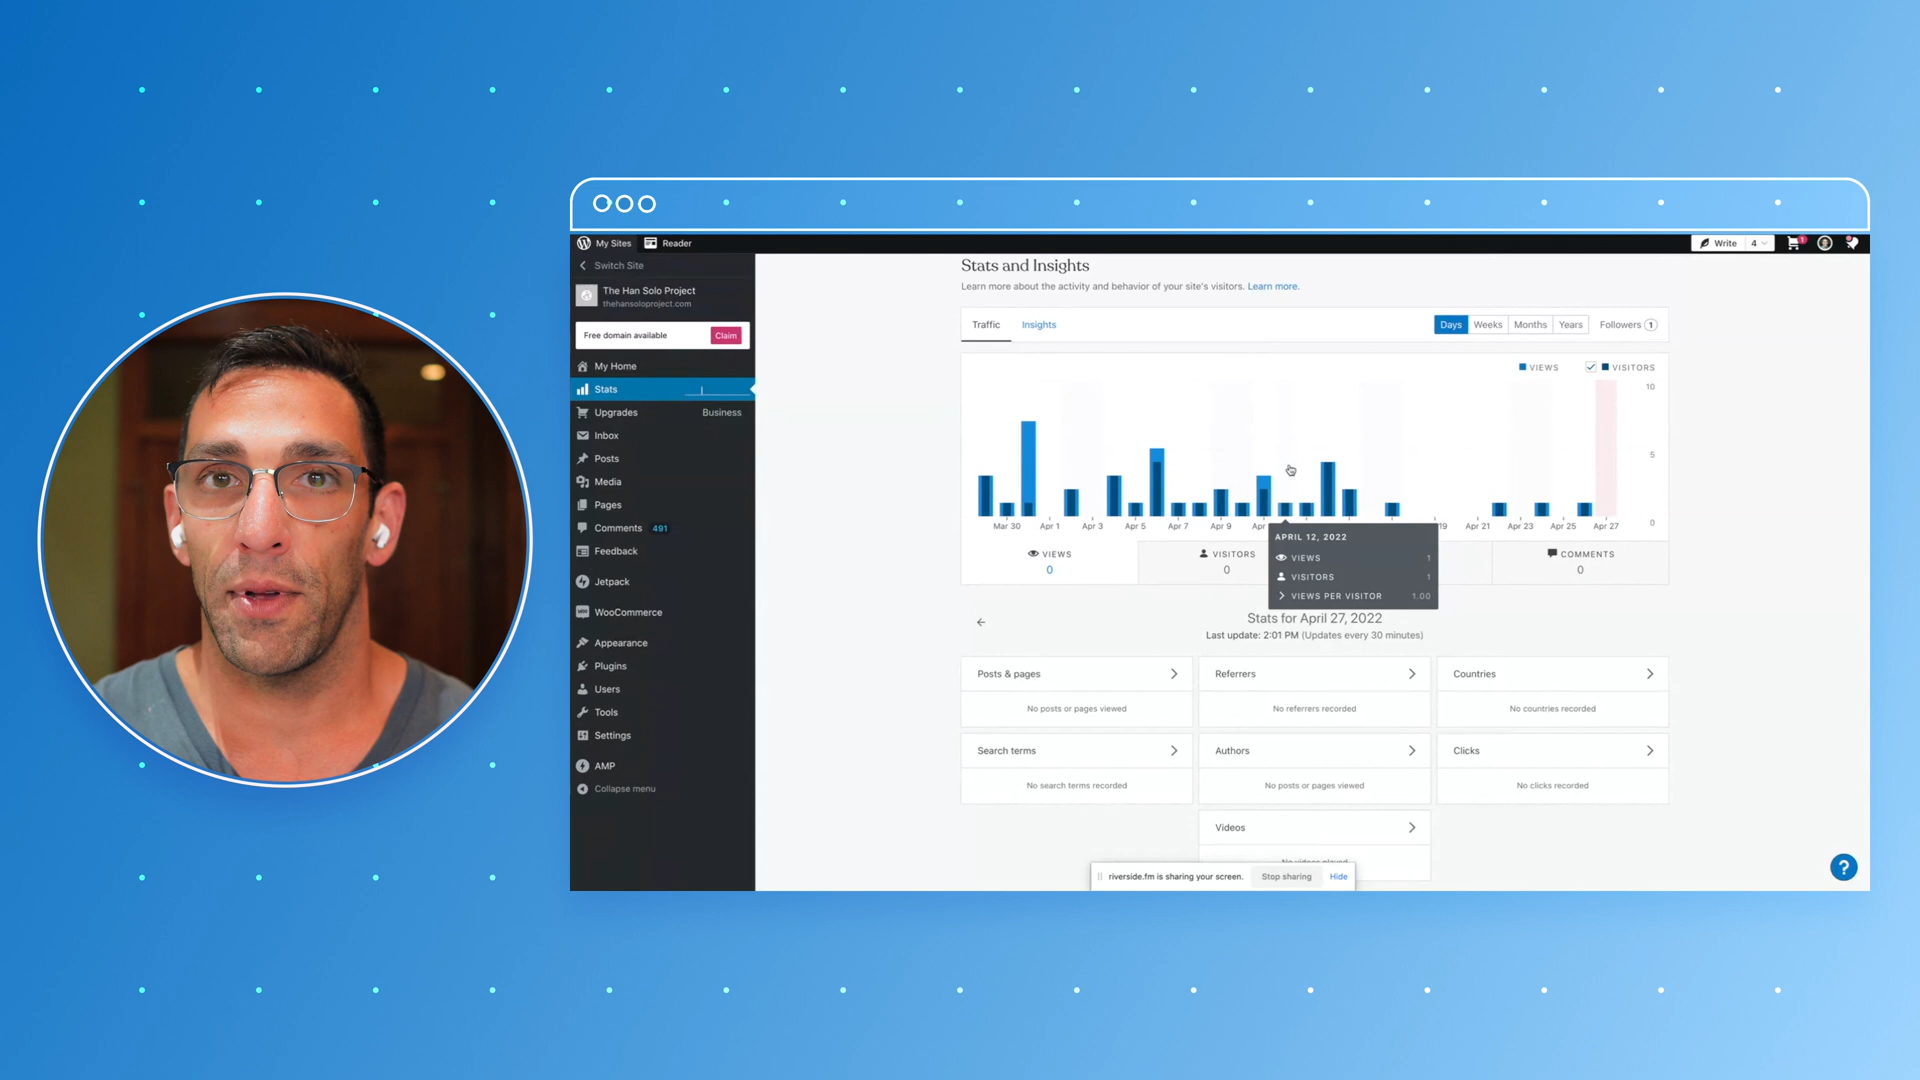 My Sites
Reader
Write
4
1
Switch Site
The Han Solo Project
thehansoloproject.com
Free domain available
Claim
My Home
Stats
Upgrades
Business
Inbox
Posts
Media
Pages
Comments
491
Feedback
Jetpack
WooCommerce
Appearance
Plugins
Users
Tools
Settings
AMP
Collapse menu
Stats and Insights
Learn more about the activity and behavior of your site's visitors. Learn more.
Traffic
Insights
Days
Weeks
Months
Years
Followers 1
VIEWS
VISITORS
10
5
0
Mar 30
Apr 1
Apr 3
Apr 5
Apr 7
Apr 9
19
Apr 21
Apr 23
Apr 25
Apr 27
APRIL 12, 2022
VIEWS 1
VISITORS 1
VIEWS PER VISITOR 1.00
VIEWS
0
VISITORS
0
COMMENTS
0
Stats for April 27, 2022
Last update: 2:01 PM (Updates every 30 minutes)
Posts & pages
No posts or pages viewed
Referrers
No referrers recorded
Countries
No countries recorded
Search terms
No search terms recorded
Authors
No posts or pages viewed
Clicks
No clicks recorded
Videos
riverside.fm is sharing your screen.
Stop sharing
Hide
?